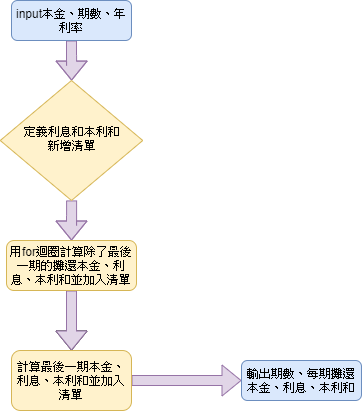 input本金、期數、年
利率
定義利息和本利和
新增清單
用for迴圈計算除了最後
一期的攤還本金、利
息、本利和並加入清單
計算最後一期本金、
利息、本利和並加入
清單
輸出期數、每期攤還
本金、利息、本利和